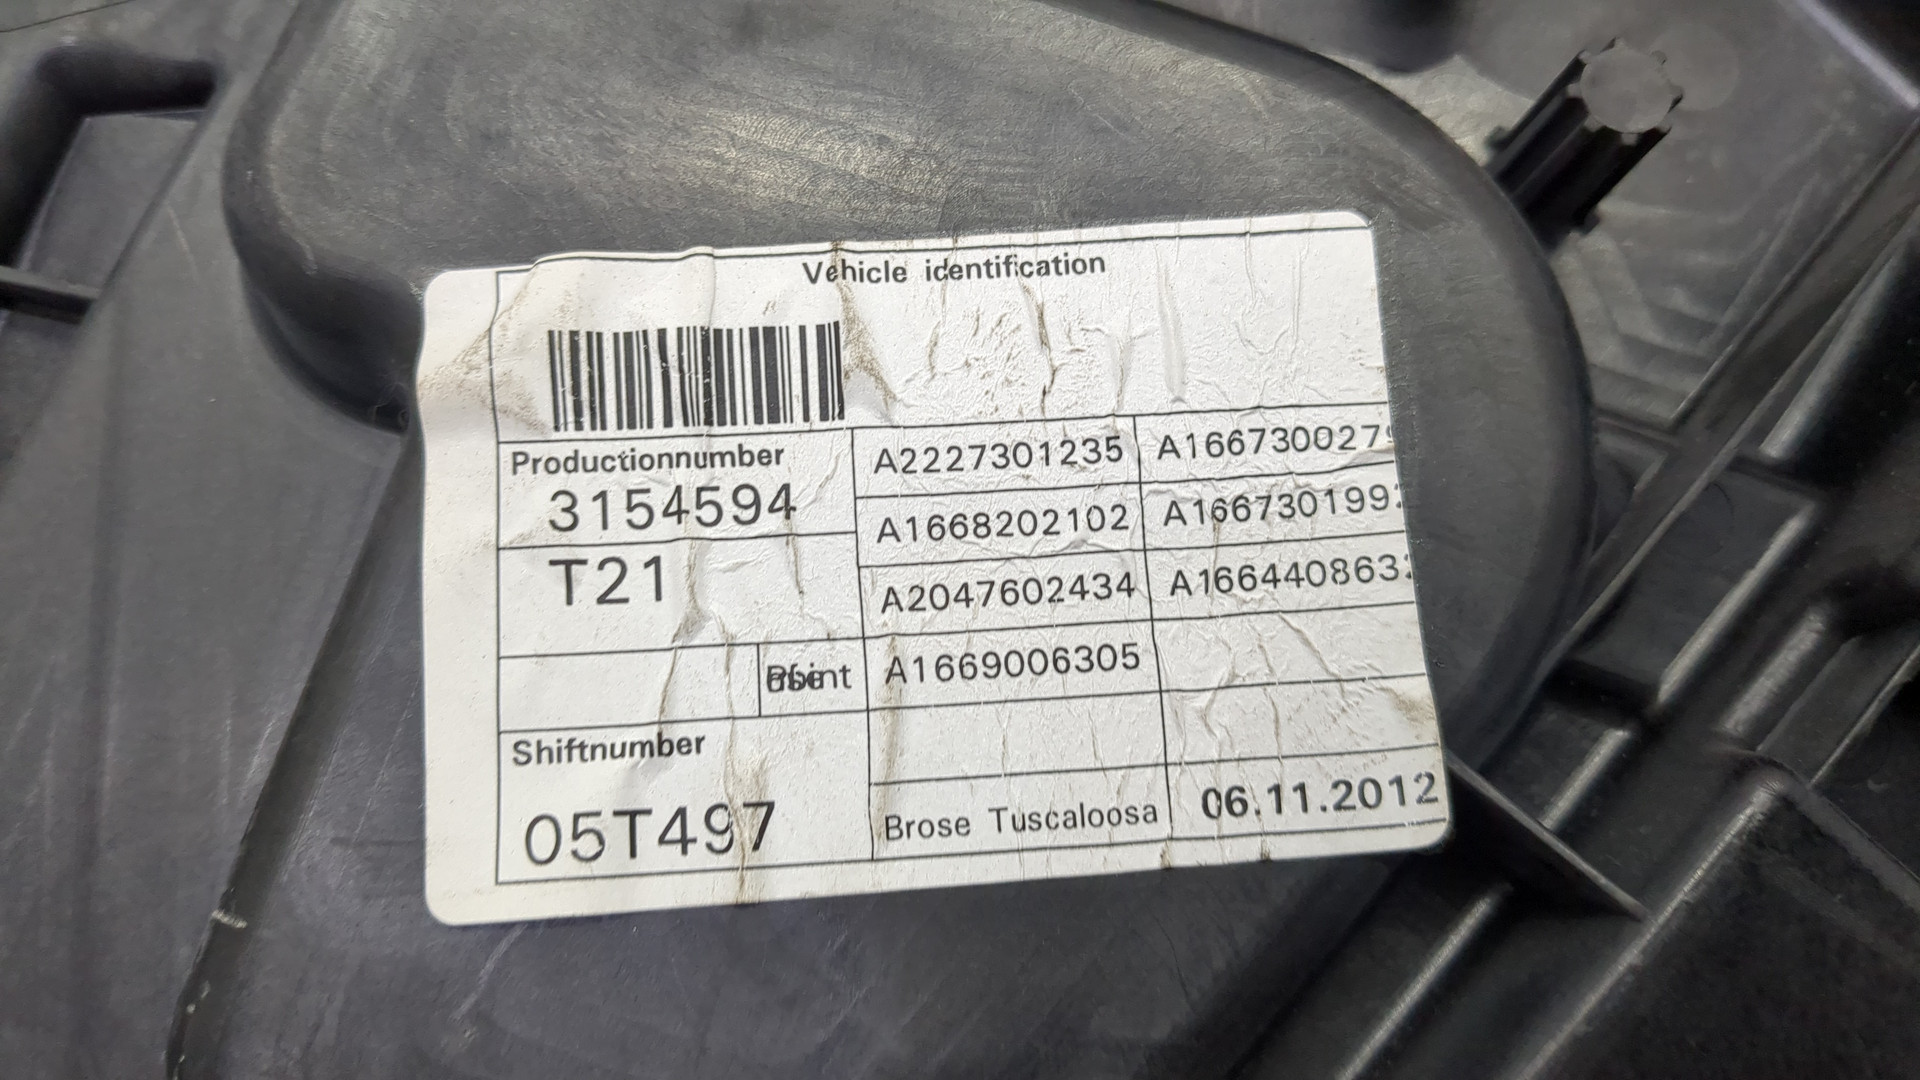 Vehicle identification
Productionnumber
3154594
T21
Shiftnumber
05T497
A2227301235
A1668202102
A2047602434
A1669006305
Brose Tuscaloosa
06.11.2012